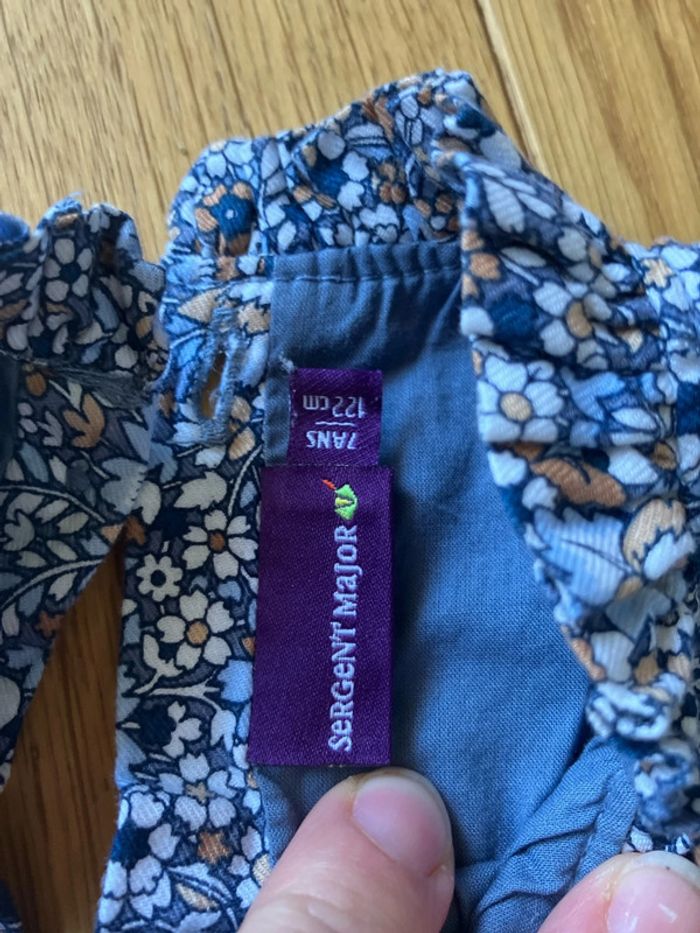 7ANS
122 cm
SeRGeNT MajoR